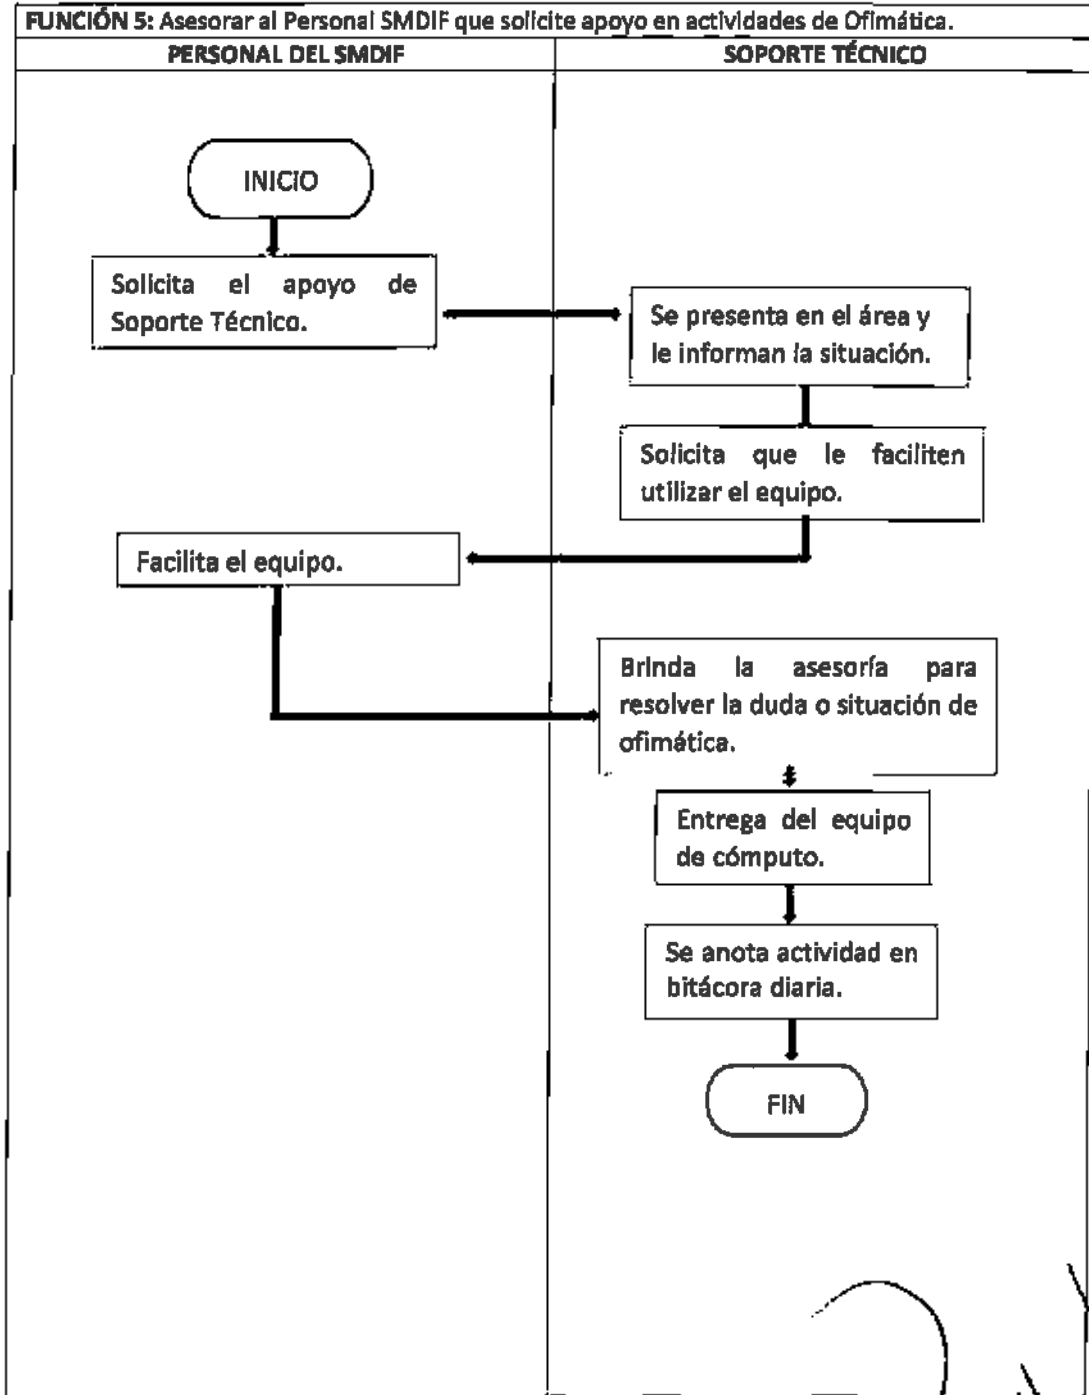 FUNCIÓN 5: Asesorar al Personal SMDIF que solicite apoyo en actividades de Ofimática.
PERSONAL DEL SMDIF
SOPORTE TÉCNICO
INICIO
Solicita el apoyo de
Soporte Técnico.
Se presenta en el área y
le informan la situación.
Solicita que le faciliten
utilizar el equipo.
Facilita el equipo.
Brinda la asesoría para
resolver la duda o situación de
ofimática.
Entrega del equipo
de cómputo.
Se anota actividad en
bitácora diaria.
FIN